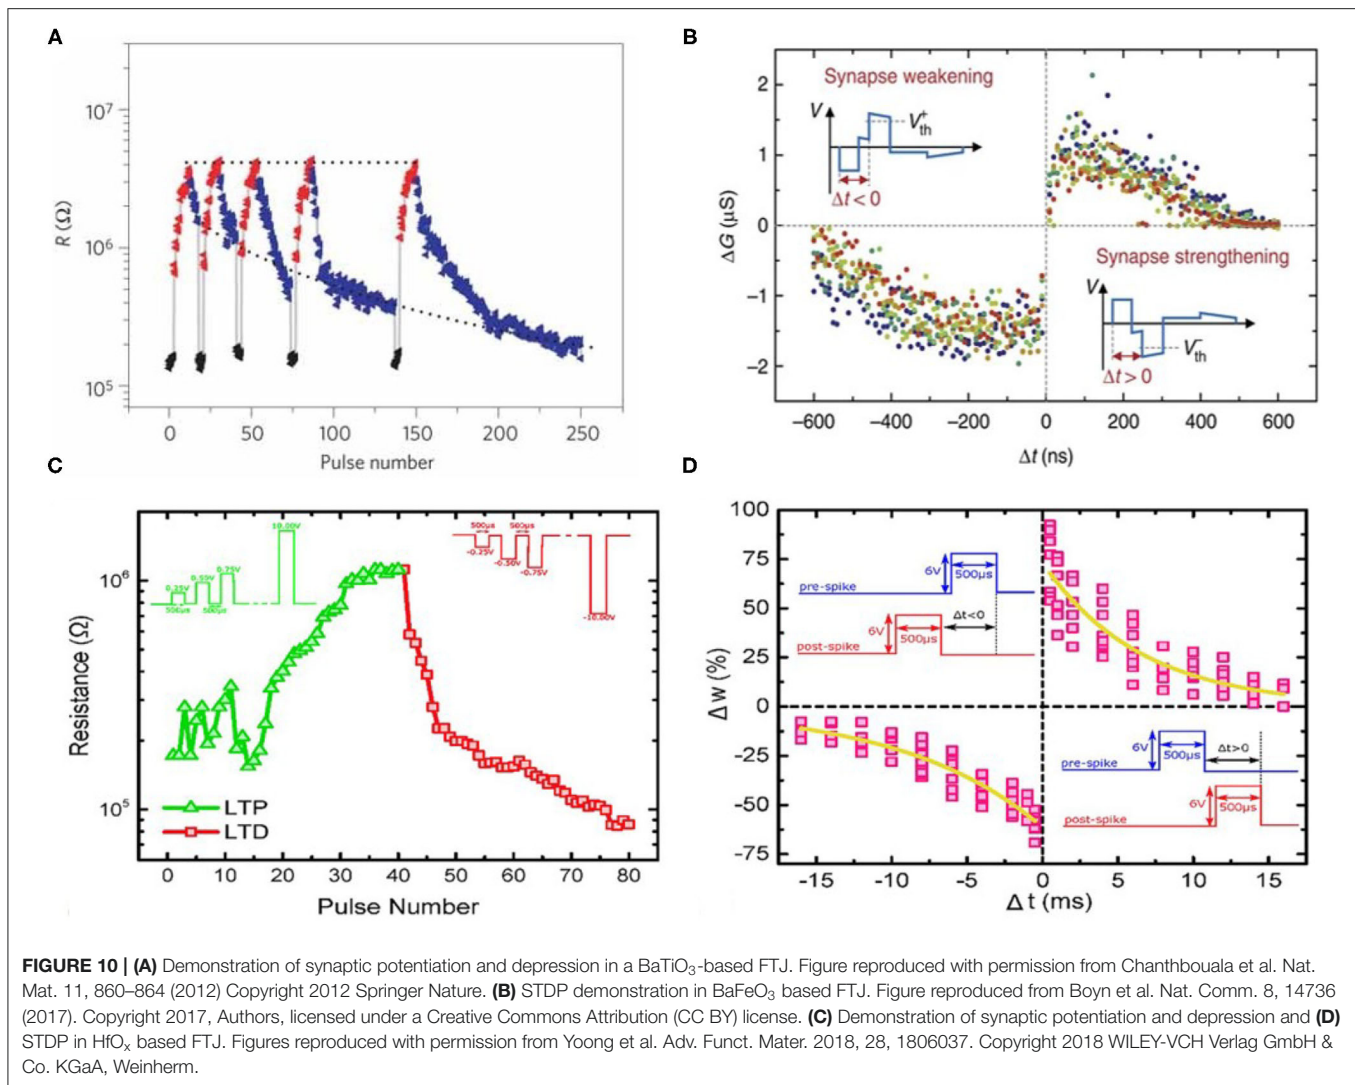 A
10⁷
10⁶
10⁵
R (Ω)
0
50
100
150
200
250
Pulse number
B
2
1
0
−1
−2
ΔG (µS)
Synapse weakening
V
V⁺th
Δt < 0
Synapse strengthening
V
V⁻th
Δt > 0
−600
−400
−200
0
200
400
600
Δt (ns)
C
10⁶
10⁵
Resistance (Ω)
10.00V
0.75V
0.50V
0.25V
500µs
500µs
500µs
500µs
-0.25V
-0.50V
-0.75V
-10.00V
LTP
LTD
0
10
20
30
40
50
60
70
80
Pulse Number
D
100
75
50
25
0
-25
-50
-75
Δw (%)
6V
500µs
pre-spike
6V
500µs
Δt<0
post-spike
6V
500µs
Δt>0
pre-spike
6V
500µs
post-spike
-15
-10
-5
0
5
10
15
Δt (ms)
FIGURE 10 | (A) Demonstration of synaptic potentiation and depression in a BaTiO₃-based FTJ. Figure reproduced with permission from Chanthbouala et al. Nat.
Mat. 11, 860–864 (2012) Copyright 2012 Springer Nature. (B) STDP demonstration in BaFeO₃ based FTJ. Figure reproduced from Boyn et al. Nat. Comm. 8, 14736
(2017). Copyright 2017, Authors, licensed under a Creative Commons Attribution (CC BY) license. (C) Demonstration of synaptic potentiation and depression and (D)
STDP in HfOₓ based FTJ. Figures reproduced with permission from Yoong et al. Adv. Funct. Mater. 2018, 28, 1806037. Copyright 2018 WILEY-VCH Verlag GmbH &
Co. KGaA, Weinherm.